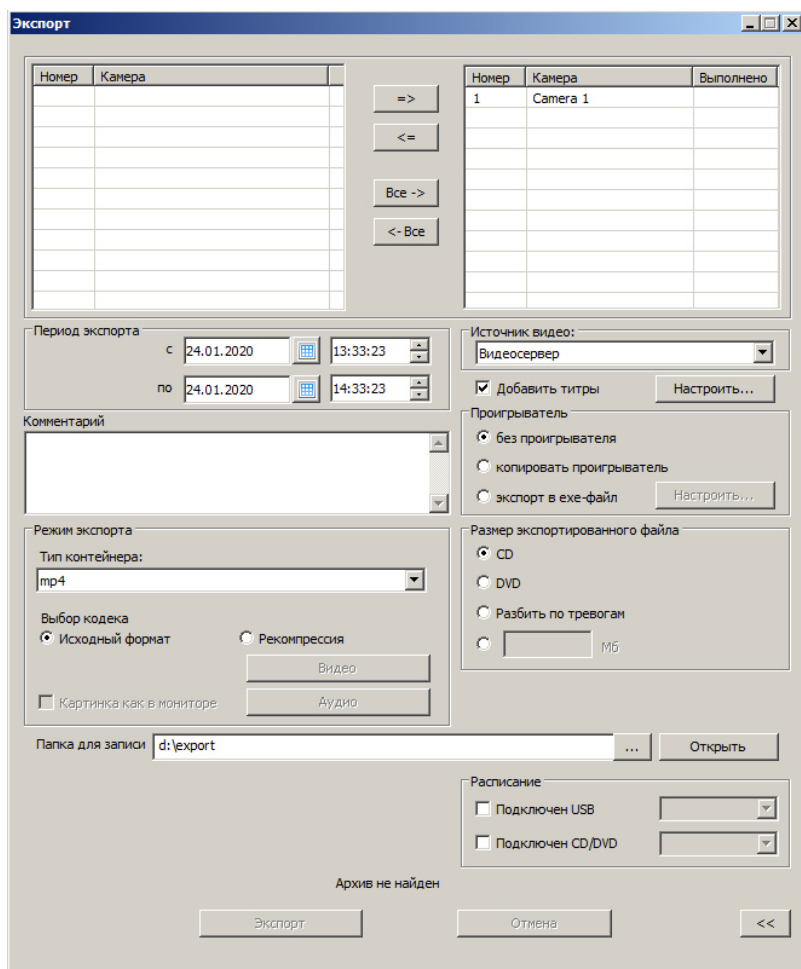 Экспорт
Номер Камера
Номер Камера Выполнено
1 Camera 1
=>
<=
Все ->
<- Все
Период экспорта
с 24.01.2020 13:33:23
по 24.01.2020 14:33:23
Источник видео:
Видеосервер
Добавить титры Настроить...
Комментарий
Проигрыватель
без проигрывателя
копировать проигрыватель
экспорт в exe-файл Настроить...
Режим экспорта
Тип контейнера:
mp4
Выбор кодека
Исходный формат Рекомпрессия
Видео
Картинка как в мониторе Аудио
Размер экспортированного файла
CD
DVD
Разбить по тревогам
Мб
Папка для записи d:\export ... Открыть
Расписание
Подключен USB
Подключен CD/DVD
Архив не найден
Экспорт Отмена <<